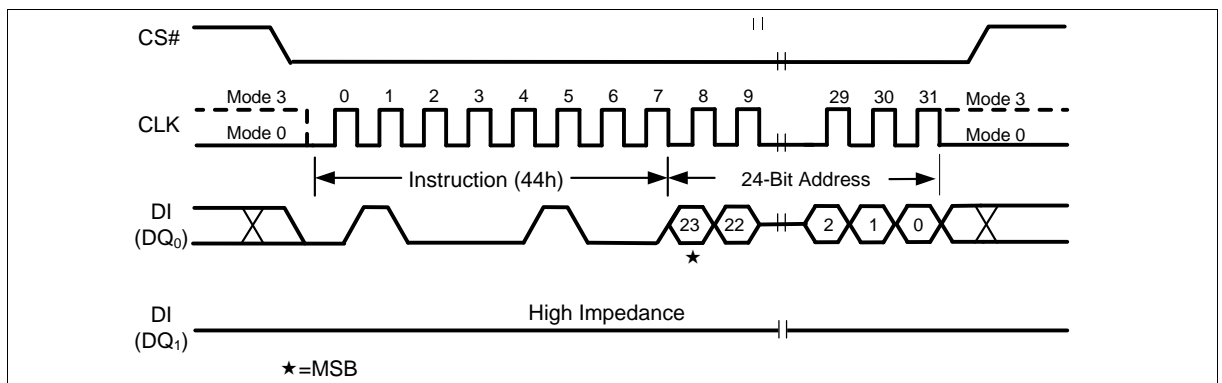 CS#
Mode 3 0 1 2 3 4 5 6 7 8 9 29 30 31 Mode 3
CLK
Mode 0 Mode 0
Instruction (44h) 24-Bit Address
DI
(DQ0) 23 22 2 1 0
★
High Impedance
DI
(DQ1)
★=MSB